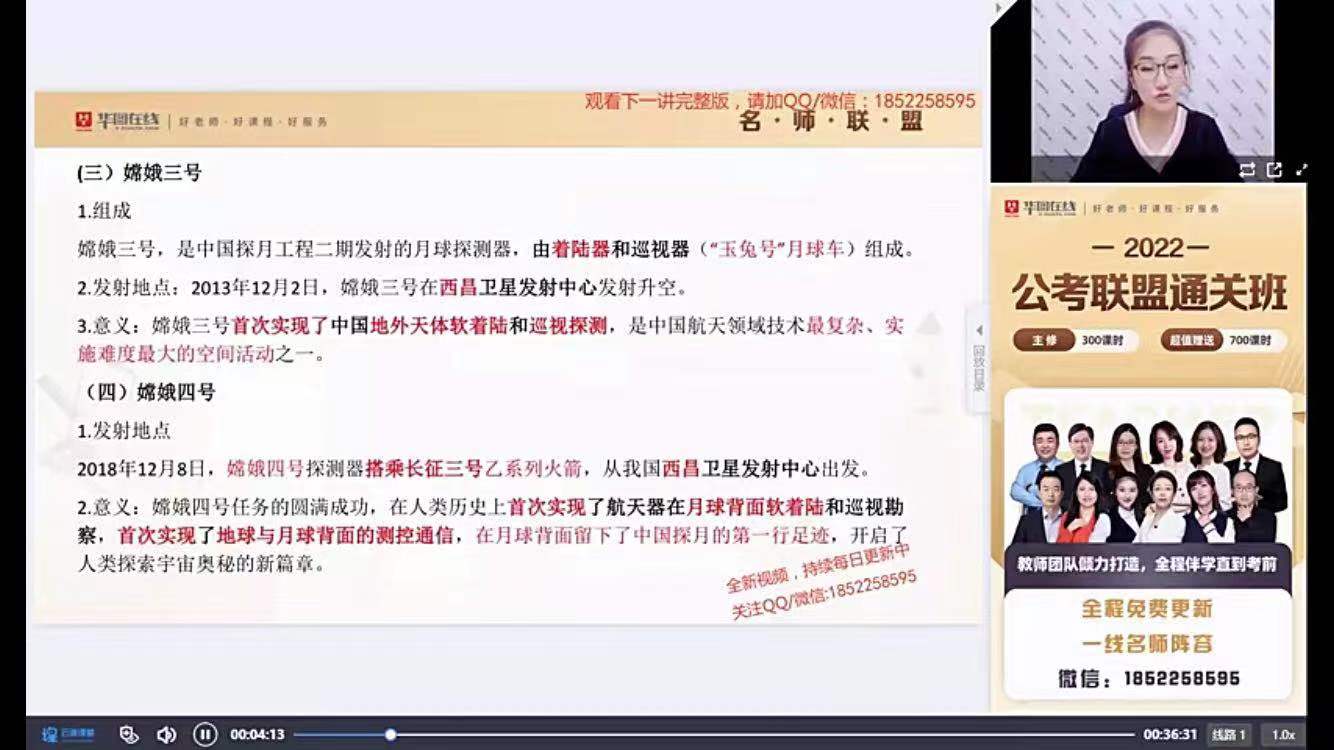 观看下一讲完整版，请加QQ/微信：1852258595
华图在线 | 好老师·好课程·好服务
名·师·联·盟
(三）嫦娥三号
1.组成
嫦娥三号，是中国探月工程二期发射的月球探测器，由着陆器和巡视器（“玉兔号”月球车）组成。
2.发射地点：2013年12月2日，嫦娥三号在西昌卫星发射中心发射升空。
3.意义：嫦娥三号首次实现了中国地外天体软着陆和巡视探测，是中国航天领域技术最复杂、实
施难度最大的空间活动之一。
（四）嫦娥四号
1.发射地点
2018年12月8日，嫦娥四号探测器搭乘长征三号乙系列火箭，从我国西昌卫星发射中心出发。
2.意义：嫦娥四号任务的圆满成功，在人类历史上首次实现了航天器在月球背面软着陆和巡视勘
察，首次实现了地球与月球背面的测控通信，在月球背面留下了中国探月的第一行足迹，开启了
人类探索宇宙奥秘的新篇章。
全新视频，持续每日更新中
关注QQ/微信:1852258595
回放目录
华图在线 | 好老师·好课程·好服务
2022
公考联盟通关班
主修 300课时 超值赠送 700课时
教师团队倾力打造，全程伴学直到考前
全程免费更新
一线名师阵容
微信：1852258595
00:04:13
00:36:31 线路1 1.0x